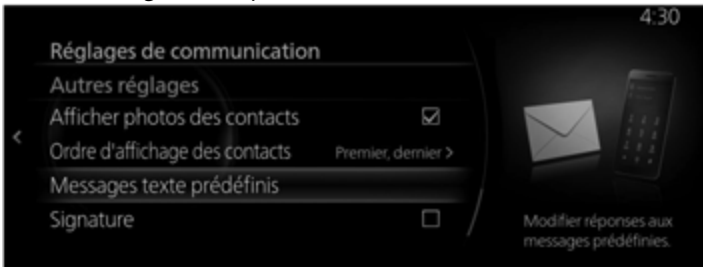 4:30
Réglages de communication
Autres réglages
Afficher photos des contacts
Ordre d'affichage des contacts Premier, dernier >
Messages texte prédéfinis
Signature
Modifier réponses aux
messages prédéfinies.